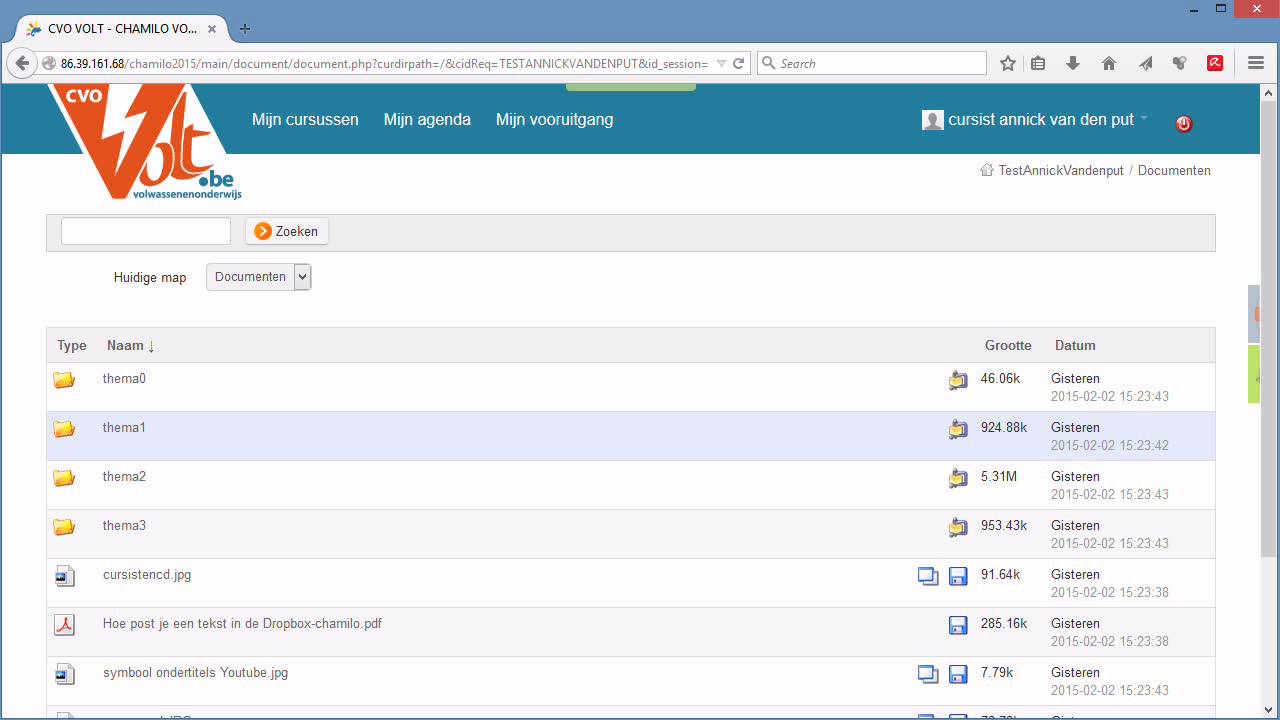 CVO VOLT - CHAMILO VO...
86.39.161.68/chamilo2015/main/document/document.php?curdirpath=/&cidReq=TESTANNICKVANDENPUT&id_session=
Search
CVO
Volt
.be
volwassenenonderwijs
Mijn cursussen
Mijn agenda
Mijn vooruitgang
cursist annick van den put
TestAnnickVandenput / Documenten
Zoeken
Huidige map
Documenten
Type Naam ↓ Grootte Datum
thema0 46.06k Gisteren
2015-02-02 15:23:43
thema1 924.88k Gisteren
2015-02-02 15:23:42
thema2 5.31M Gisteren
2015-02-02 15:23:43
thema3 953.43k Gisteren
2015-02-02 15:23:43
cursistencd.jpg 91.64k Gisteren
2015-02-02 15:23:38
Hoe post je een tekst in de Dropbox-chamilo.pdf 285.16k Gisteren
2015-02-02 15:23:38
symbool ondertitels Youtube.jpg 7.79k Gisteren
2015-02-02 15:23:43